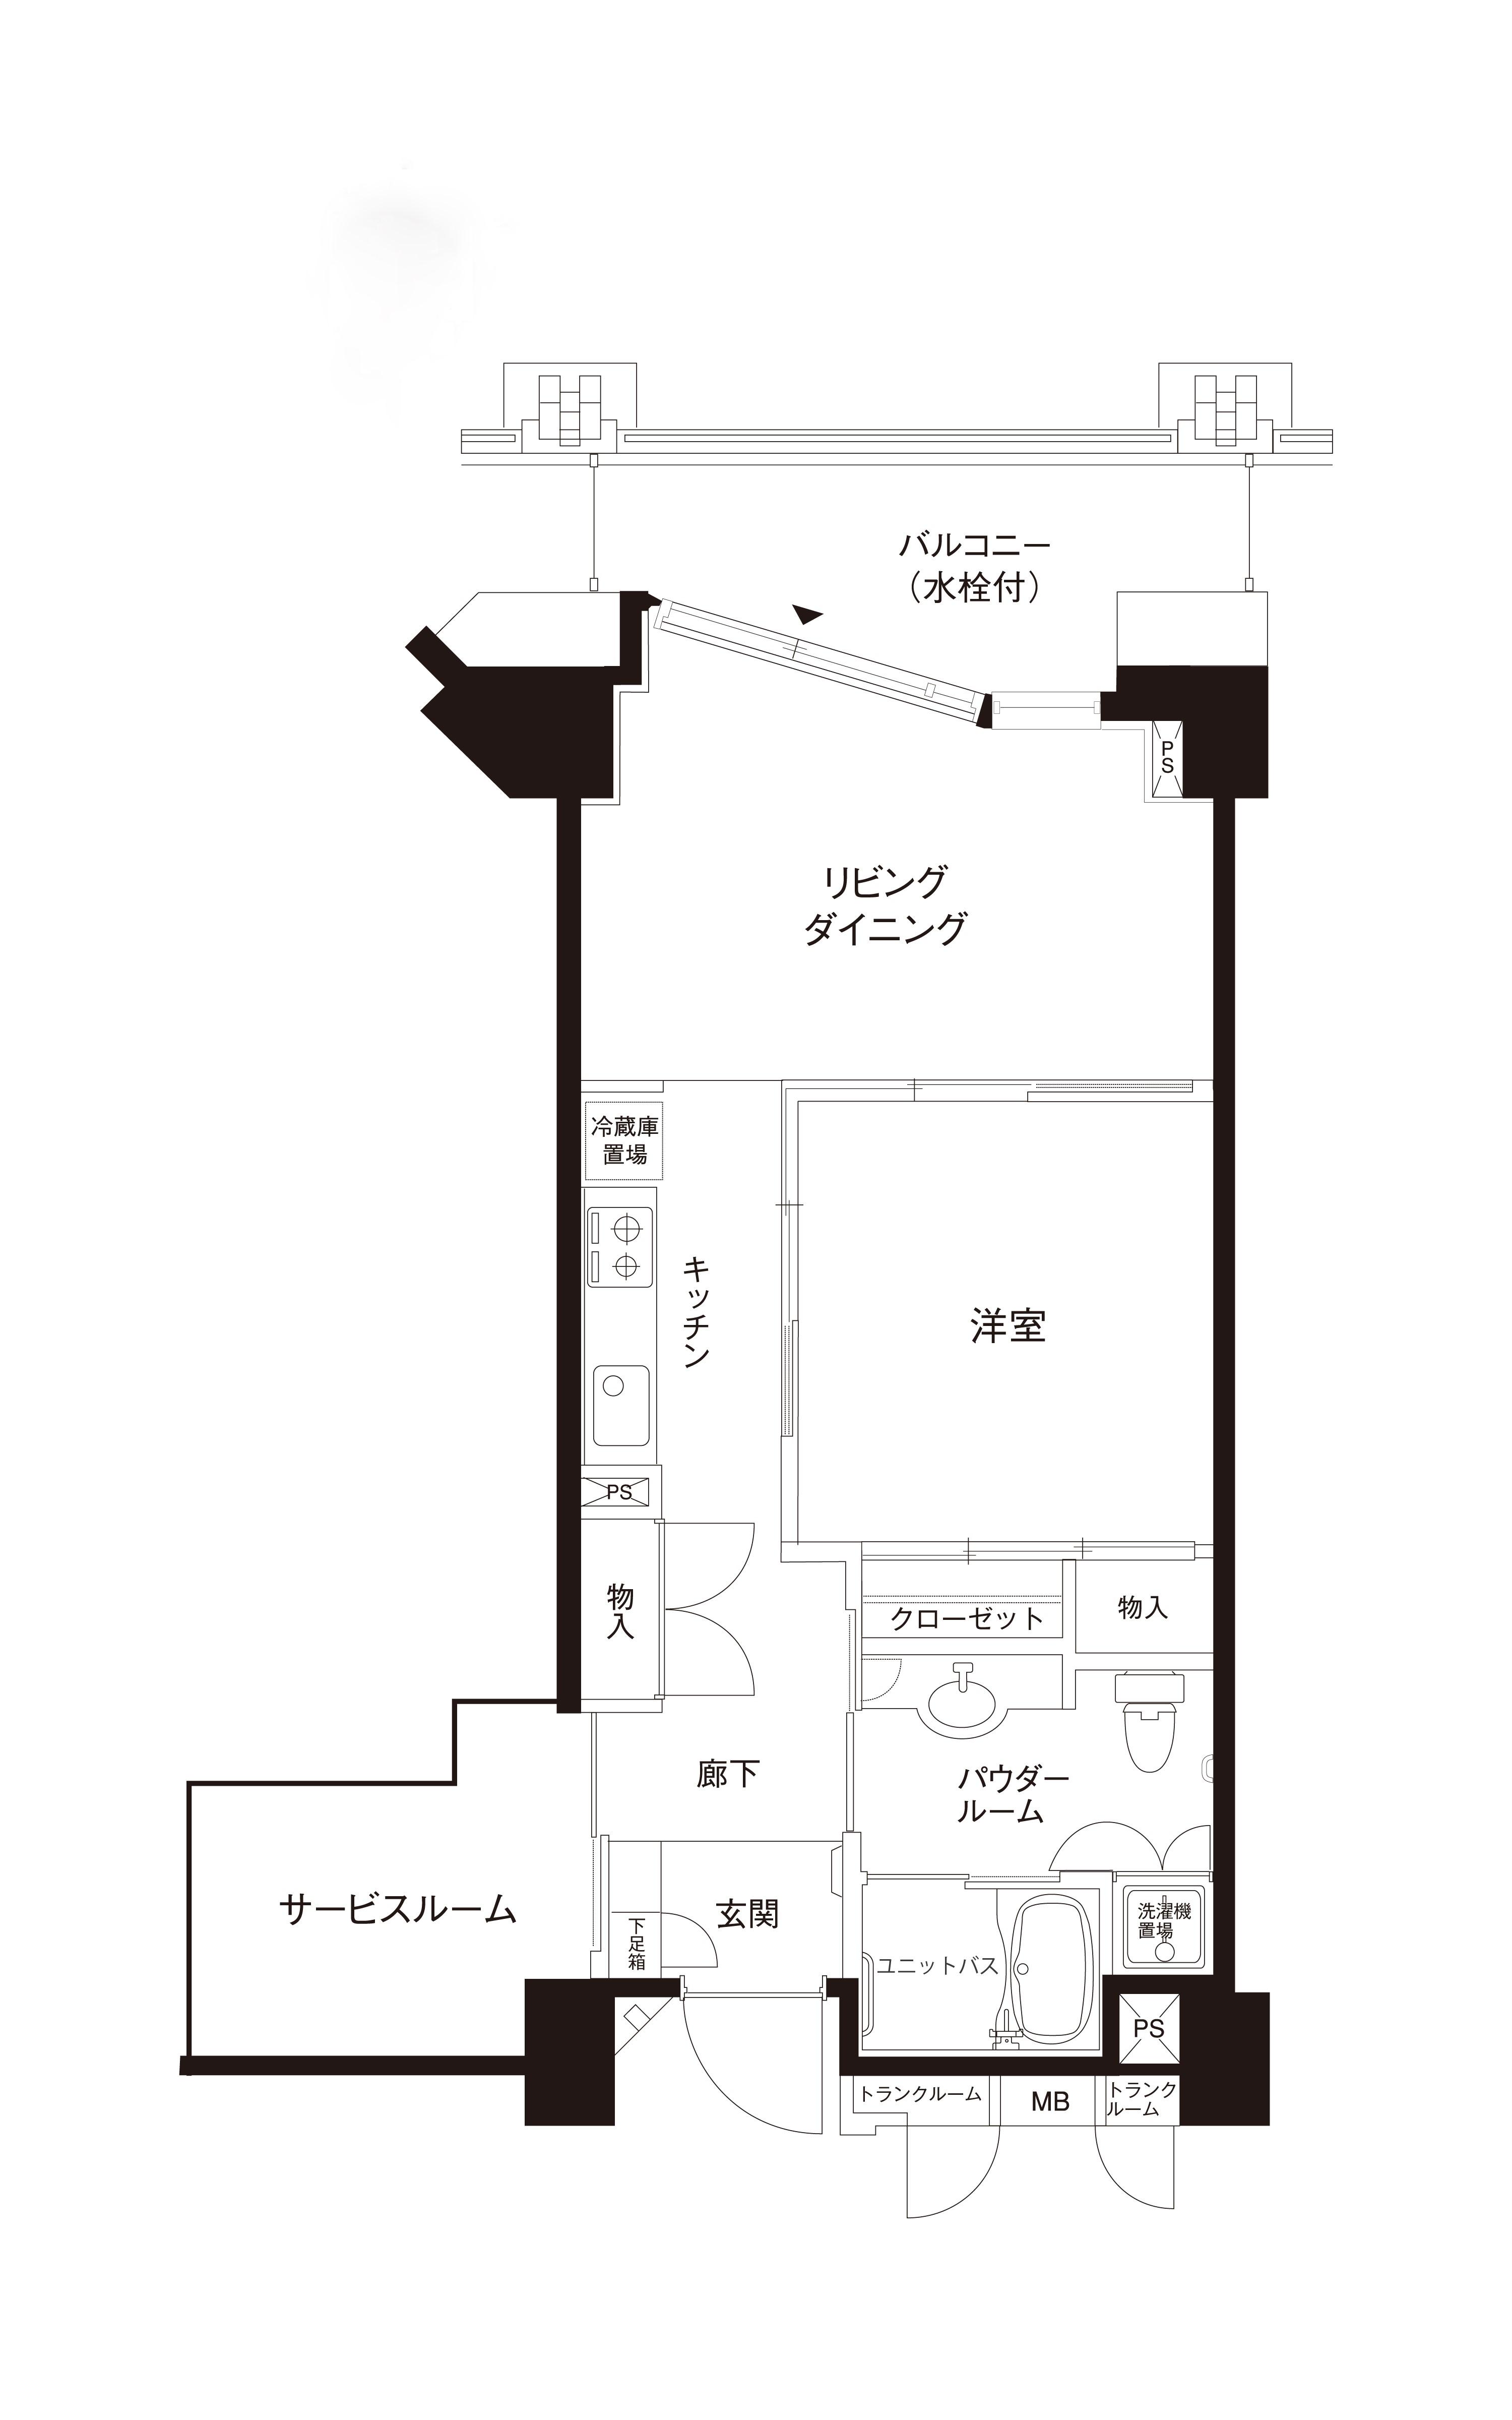 バルコニー
（水栓付）
PS
リビング
ダイニング
冷蔵庫
置場
キッチン
洋室
PS
物入
クローゼット
物入
廊下
パウダー
ルーム
サービスルーム
下足箱
玄関
ユニットバス
洗濯機
置場
PS
トランクルーム
MB
トランク
ルーム